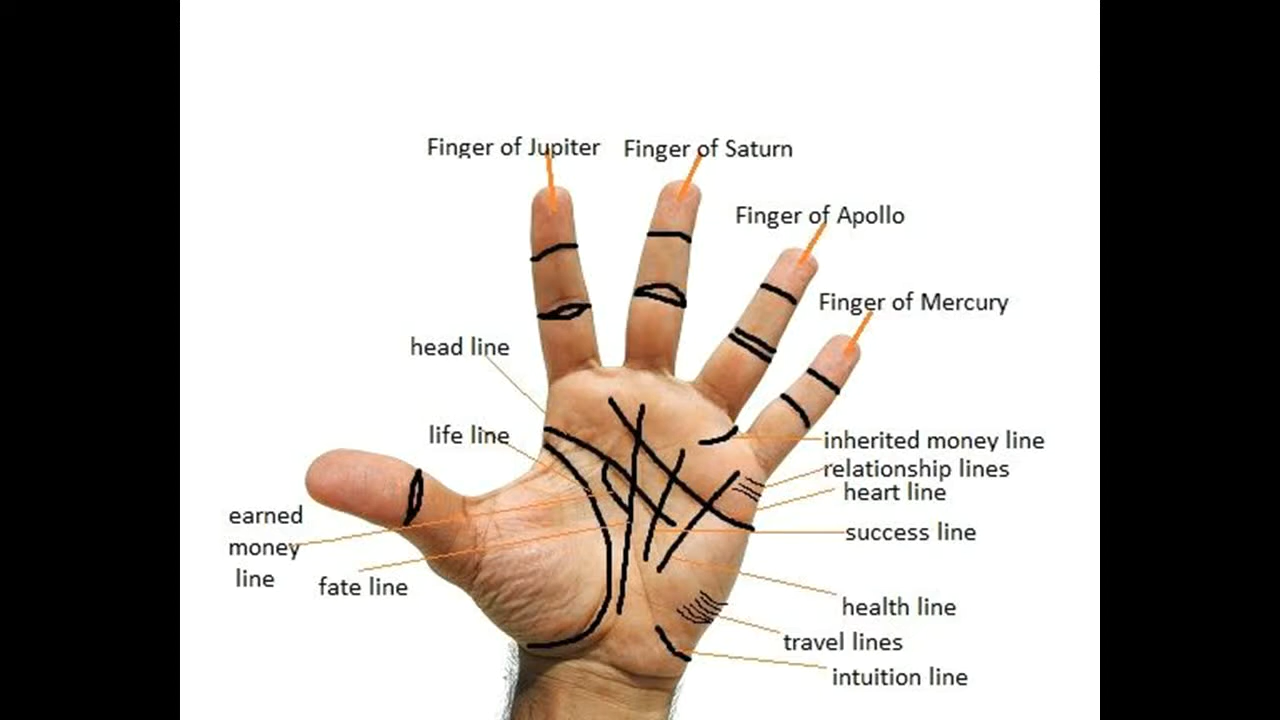 Finger of Jupiter
Finger of Saturn
Finger of Apollo
Finger of Mercury
head line
life line
inherited money line
relationship lines
heart line
earned
money
line
success line
fate line
health line
travel lines
intuition line